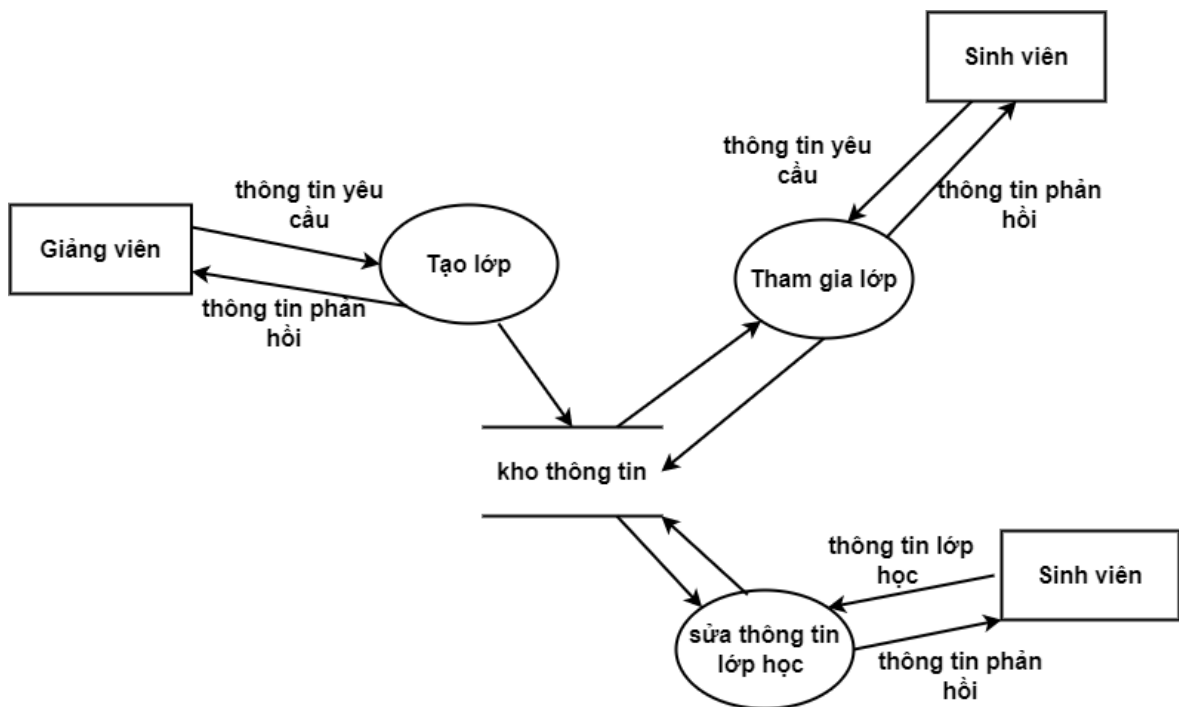 Sinh viên
thông tin yêu
cầu
thông tin phản
hồi
thông tin yêu
cầu
Giảng viên
Tạo lớp
thông tin phản
hồi
Tham gia lớp
kho thông tin
thông tin lớp
học
Sinh viên
sửa thông tin
lớp học
thông tin phản
hồi